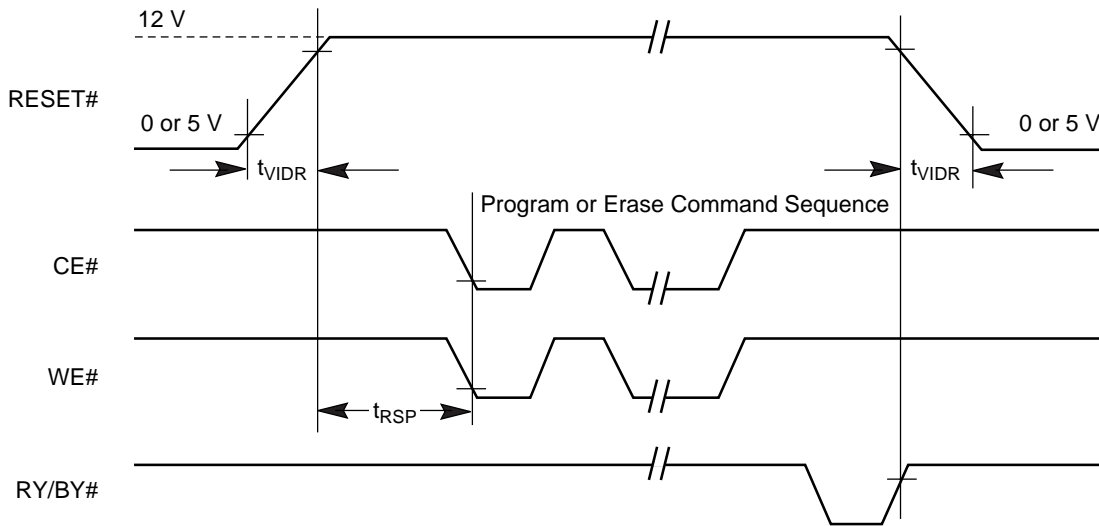 12 V
RESET#
0 or 5 V
0 or 5 V
tVIDR
tVIDR
Program or Erase Command Sequence
CE#
WE#
tRSP
RY/BY#